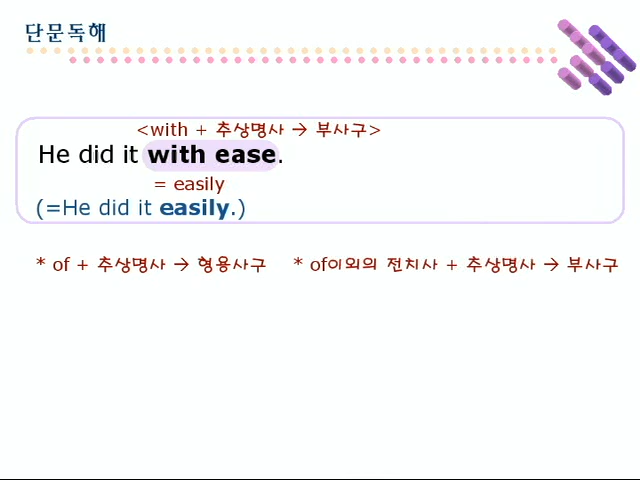 단문독해
<with + 추상명사 → 부사구>
He did it with ease.
= easily
(=He did it easily.)
* of + 추상명사 → 형용사구 * of이외의 전치사 + 추상명사 → 부사구